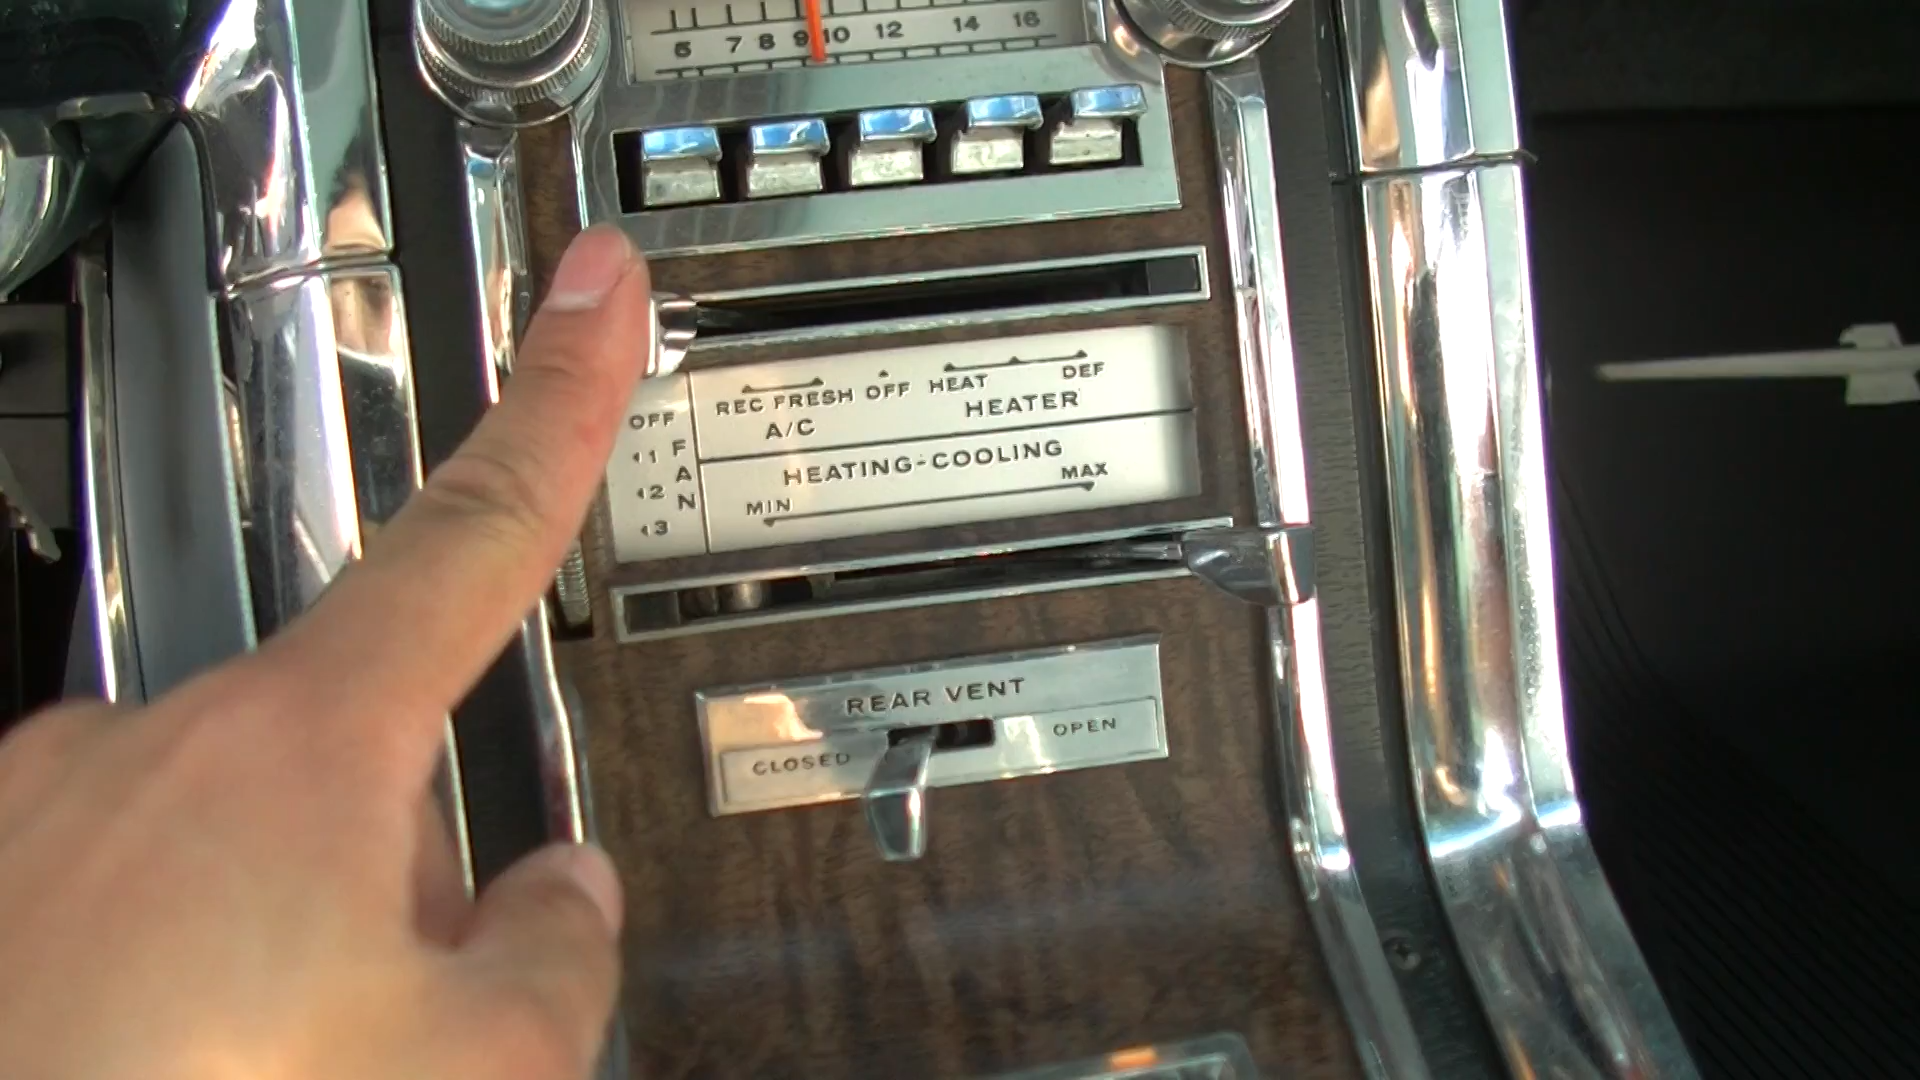 5 7 8 9 10 12 14 16
REC FRESH OFF HEAT DEF
A/C HEATER
OFF
1
2
3
FAN
HEATING-COOLING
MIN MAX
REAR VENT
CLOSED OPEN